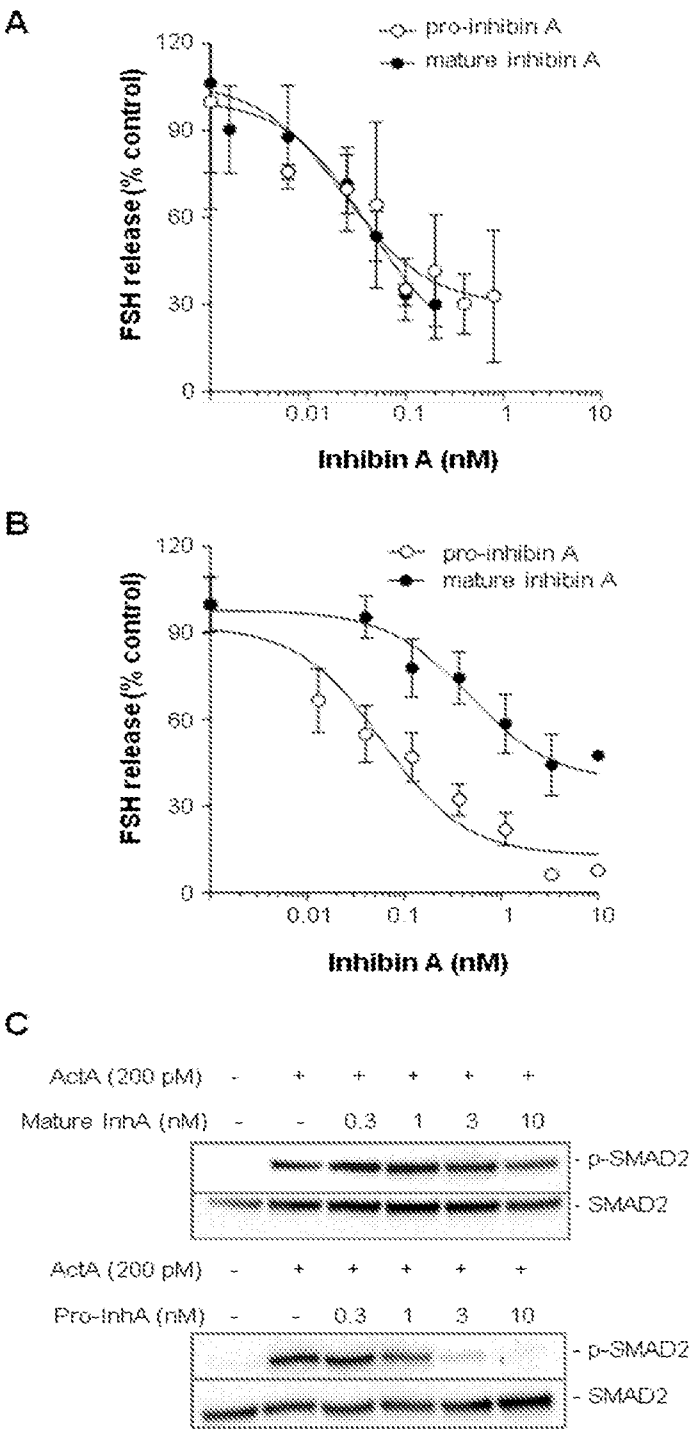 A
pro-inhibin A
mature inhibin A
FSH release (% control)
120
90
60
30
0
0.01 0.1 1 10
Inhibin A (nM)
B
pro-inhibin A
mature inhibin A
FSH release (% control)
120
90
60
30
0
0.01 0.1 1 10
Inhibin A (nM)
C
ActA (200 pM) - + + + + +
Mature InhA (nM) - - 0.3 1 3 10
- p-SMAD2
- SMAD2
ActA (200 pM) - + + + + +
Pro-InhA (nM) - - 0.3 1 3 10
- p-SMAD2
- SMAD2